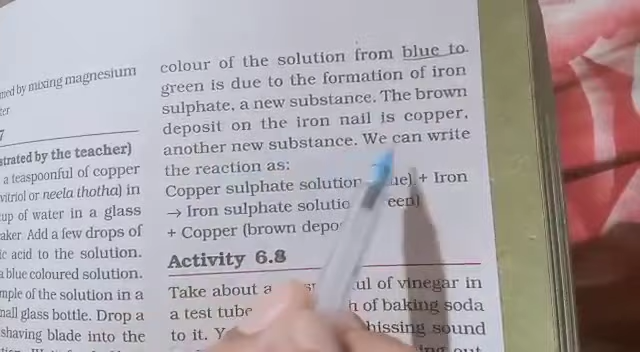 med by mixing magnesium
ter
7
strated by the teacher)
a teaspoonful of copper
vitriol or neela thotha) in
up of water in a glass
aker. Add a few drops of
ic acid to the solution.
a blue coloured solution.
mple of the solution in a
nall glass bottle. Drop a
shaving blade into the
colour of the solution from blue to
green is due to the formation of iron
sulphate, a new substance. The brown
deposit on the iron nail is copper,
another new substance. We can write
the reaction as:
Copper sulphate solution ue) + Iron
→ Iron sulphate solutio een)
+ Copper (brown depo
Activity 6.8
Take about a ul of vinegar in
a test tube h of baking soda
to it. Y hissing sound